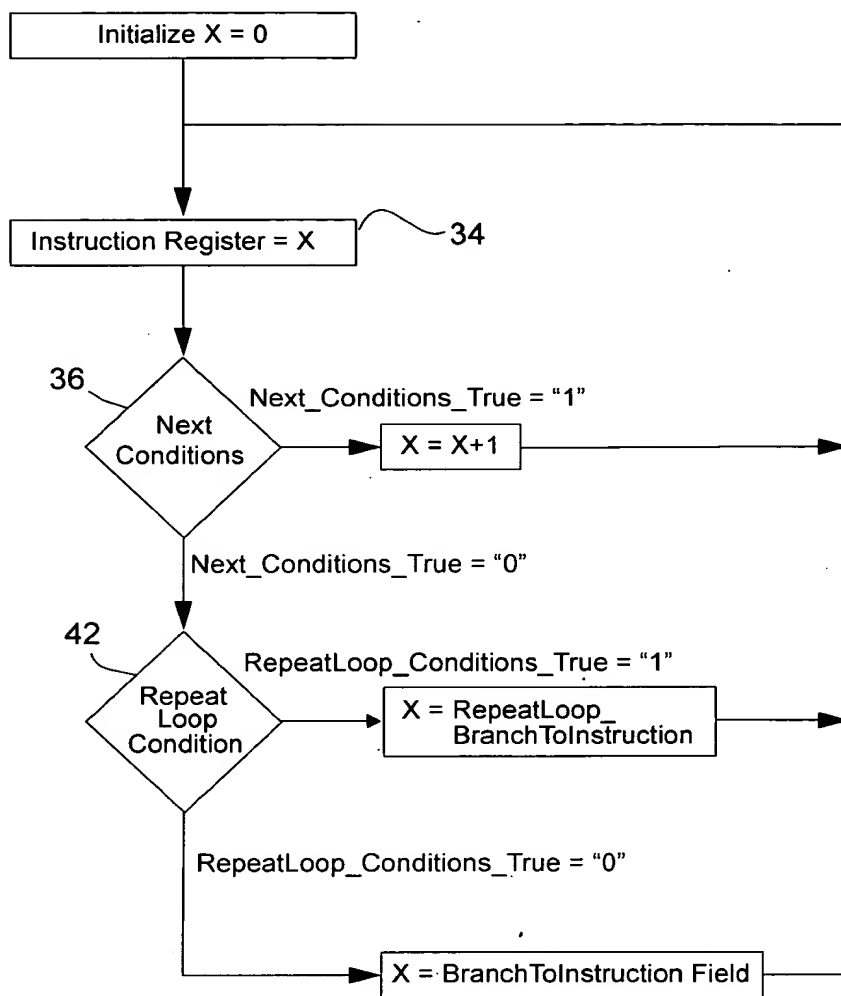 Initialize X = 0
Instruction Register = X
34
36
Next_Conditions_True = “1”
Next
Conditions
X = X+1
Next_Conditions_True = “0”
42
RepeatLoop_Conditions_True = “1”
Repeat
Loop
Condition
X = RepeatLoop_
BranchToInstruction
RepeatLoop_Conditions_True = “0”
X = BranchToInstruction Field